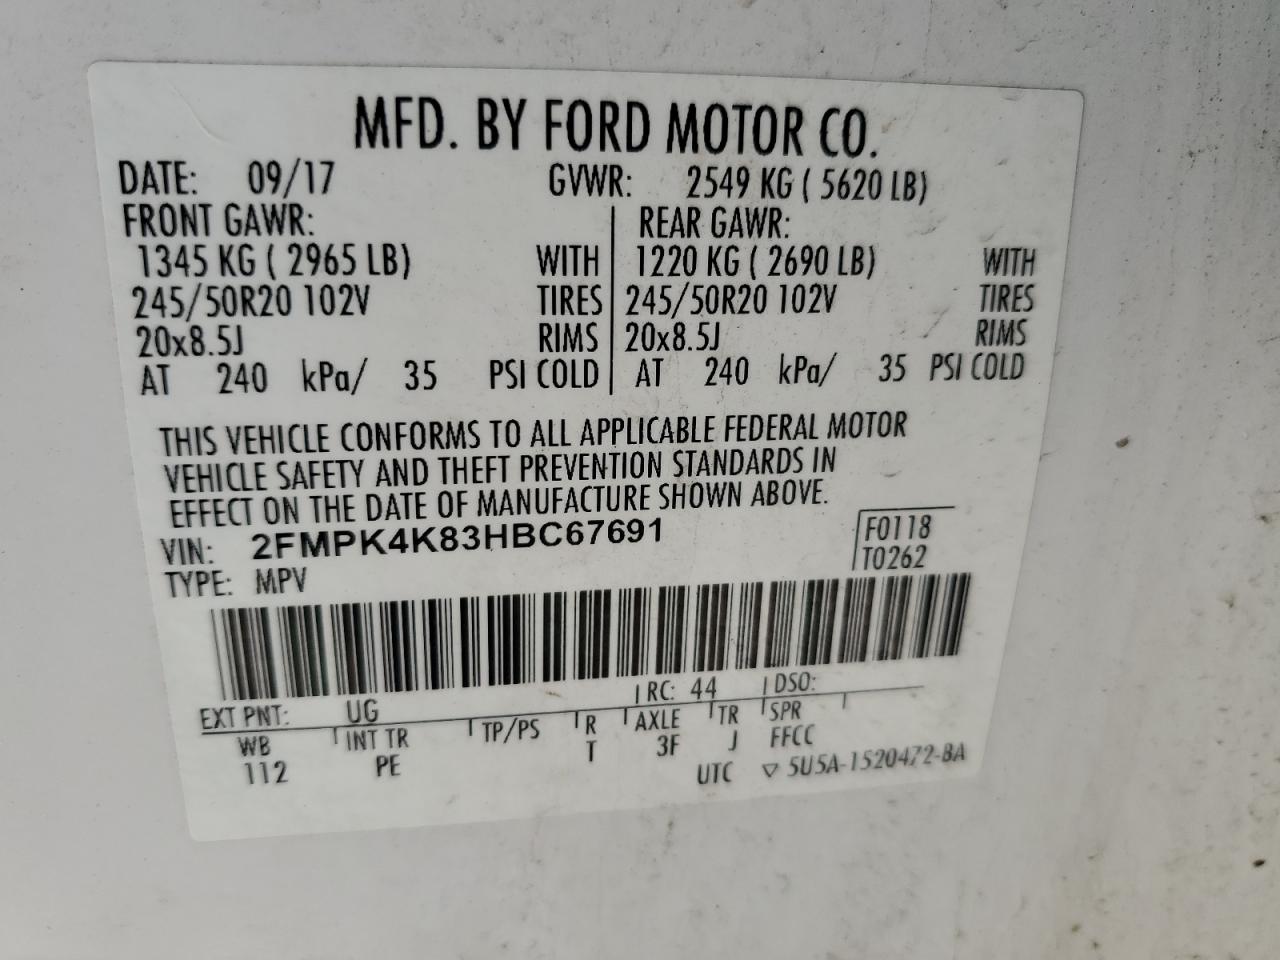 MFD. BY FORD MOTOR CO.
DATE: 09/17 GVWR: 2549 KG ( 5620 LB)
FRONT GAWR: REAR GAWR:
1345 KG ( 2965 LB) WITH 1220 KG ( 2690 LB) WITH
245/50R20 102V TIRES 245/50R20 102V TIRES
20x8.5J RIMS 20x8.5J RIMS
AT 240 kPa/ 35 PSI COLD AT 240 kPa/ 35 PSI COLD
THIS VEHICLE CONFORMS TO ALL APPLICABLE FEDERAL MOTOR
VEHICLE SAFETY AND THEFT PREVENTION STANDARDS IN
EFFECT ON THE DATE OF MANUFACTURE SHOWN ABOVE.
VIN: 2FMPK4K83HBC67691 F0118
TYPE: MPV T0262
EXT PNT: UG RC: 44 DSO:
WB INT TR TP/PS R AXLE TR SPR
112 PE T 3F J FFCC
UTC ▽ 5U5A-1520472-BA